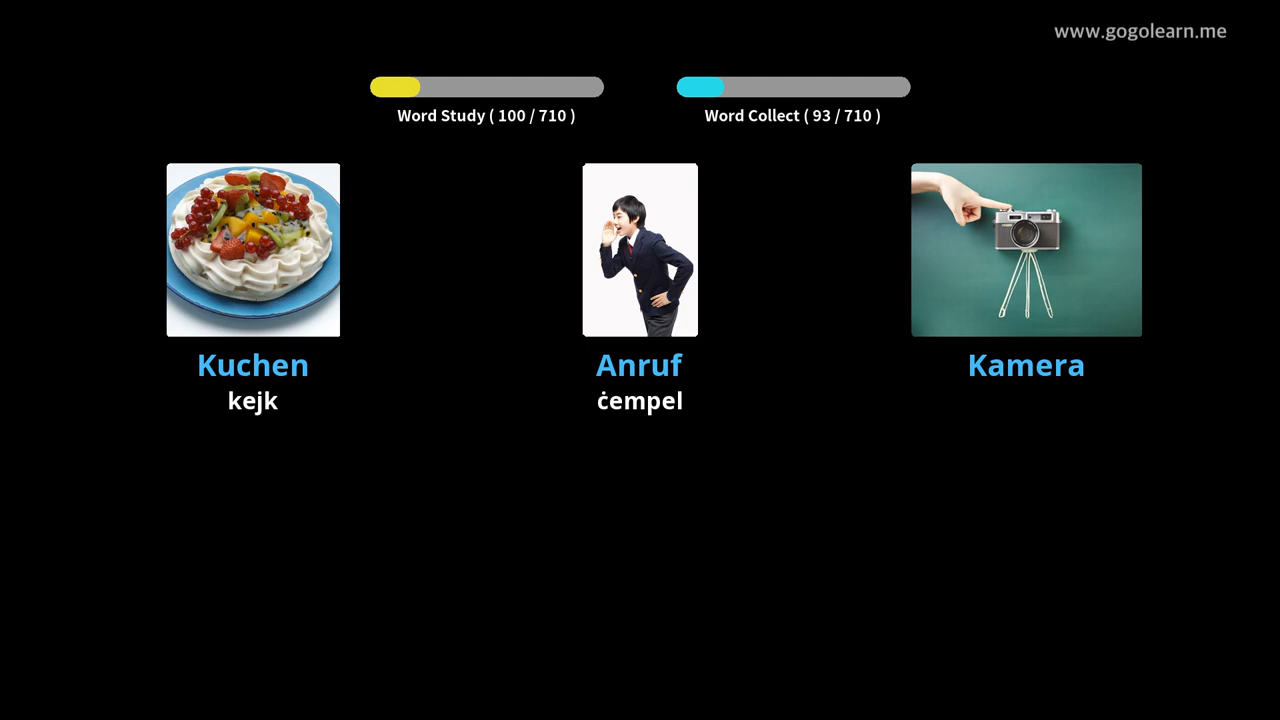 www.gogolearn.me
Word Study ( 100 / 710 )
Word Collect ( 93 / 710 )
Kuchen
kejk
Anruf
ċempel
Kamera